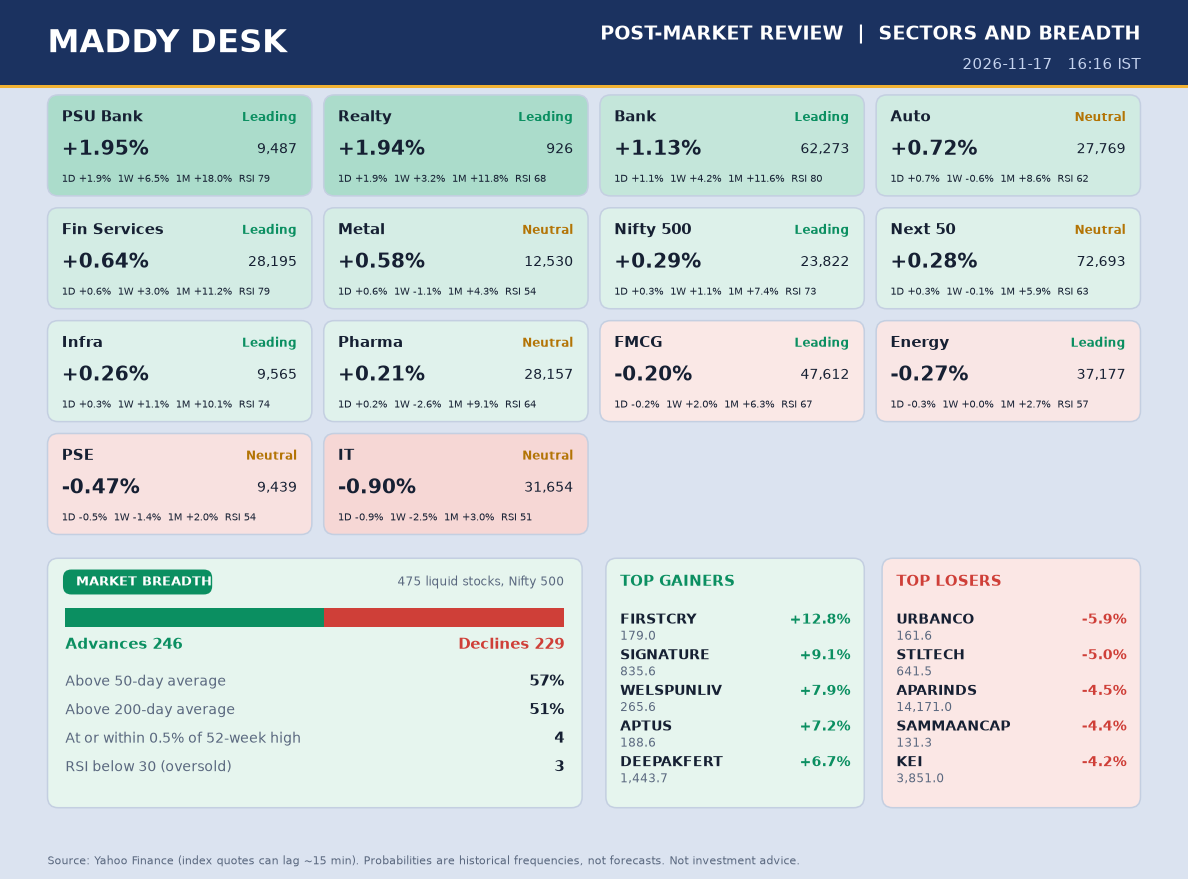 MADDY DESK
POST-MARKET REVIEW | SECTORS AND BREADTH
2026-11-17 16:16 IST
PSU Bank Leading
+1.95% 9,487
1D +1.9% 1W +6.5% 1M +18.0% RSI 79
Realty Leading
+1.94% 926
1D +1.9% 1W +3.2% 1M +11.8% RSI 68
Bank Leading
+1.13% 62,273
1D +1.1% 1W +4.2% 1M +11.6% RSI 80
Auto Neutral
+0.72% 27,769
1D +0.7% 1W -0.6% 1M +8.6% RSI 62
Fin Services Leading
+0.64% 28,195
1D +0.6% 1W +3.0% 1M +11.2% RSI 79
Metal Neutral
+0.58% 12,530
1D +0.6% 1W -1.1% 1M +4.3% RSI 54
Nifty 500 Leading
+0.29% 23,822
1D +0.3% 1W +1.1% 1M +7.4% RSI 73
Next 50 Neutral
+0.28% 72,693
1D +0.3% 1W -0.1% 1M +5.9% RSI 63
Infra Leading
+0.26% 9,565
1D +0.3% 1W +1.1% 1M +10.1% RSI 74
Pharma Neutral
+0.21% 28,157
1D +0.2% 1W -2.6% 1M +9.1% RSI 64
FMCG Leading
-0.20% 47,612
1D -0.2% 1W +2.0% 1M +6.3% RSI 67
Energy Leading
-0.27% 37,177
1D -0.3% 1W +0.0% 1M +2.7% RSI 57
PSE Neutral
-0.47% 9,439
1D -0.5% 1W -1.4% 1M +2.0% RSI 54
IT Neutral
-0.90% 31,654
1D -0.9% 1W -2.5% 1M +3.0% RSI 51
MARKET BREADTH 475 liquid stocks, Nifty 500
Advances 246 Declines 229
Above 50-day average 57%
Above 200-day average 51%
At or within 0.5% of 52-week high 4
RSI below 30 (oversold) 3
TOP GAINERS
FIRSTCRY +12.8%
179.0
SIGNATURE +9.1%
835.6
WELSPUNLIV +7.9%
265.6
APTUS +7.2%
188.6
DEEPAKFERT +6.7%
1,443.7
TOP LOSERS
URBANCO -5.9%
161.6
STLTECH -5.0%
641.5
APARINDS -4.5%
14,171.0
SAMMAANCAP -4.4%
131.3
KEI -4.2%
3,851.0
Source: Yahoo Finance (index quotes can lag ~15 min). Probabilities are historical frequencies, not forecasts. Not investment advice.